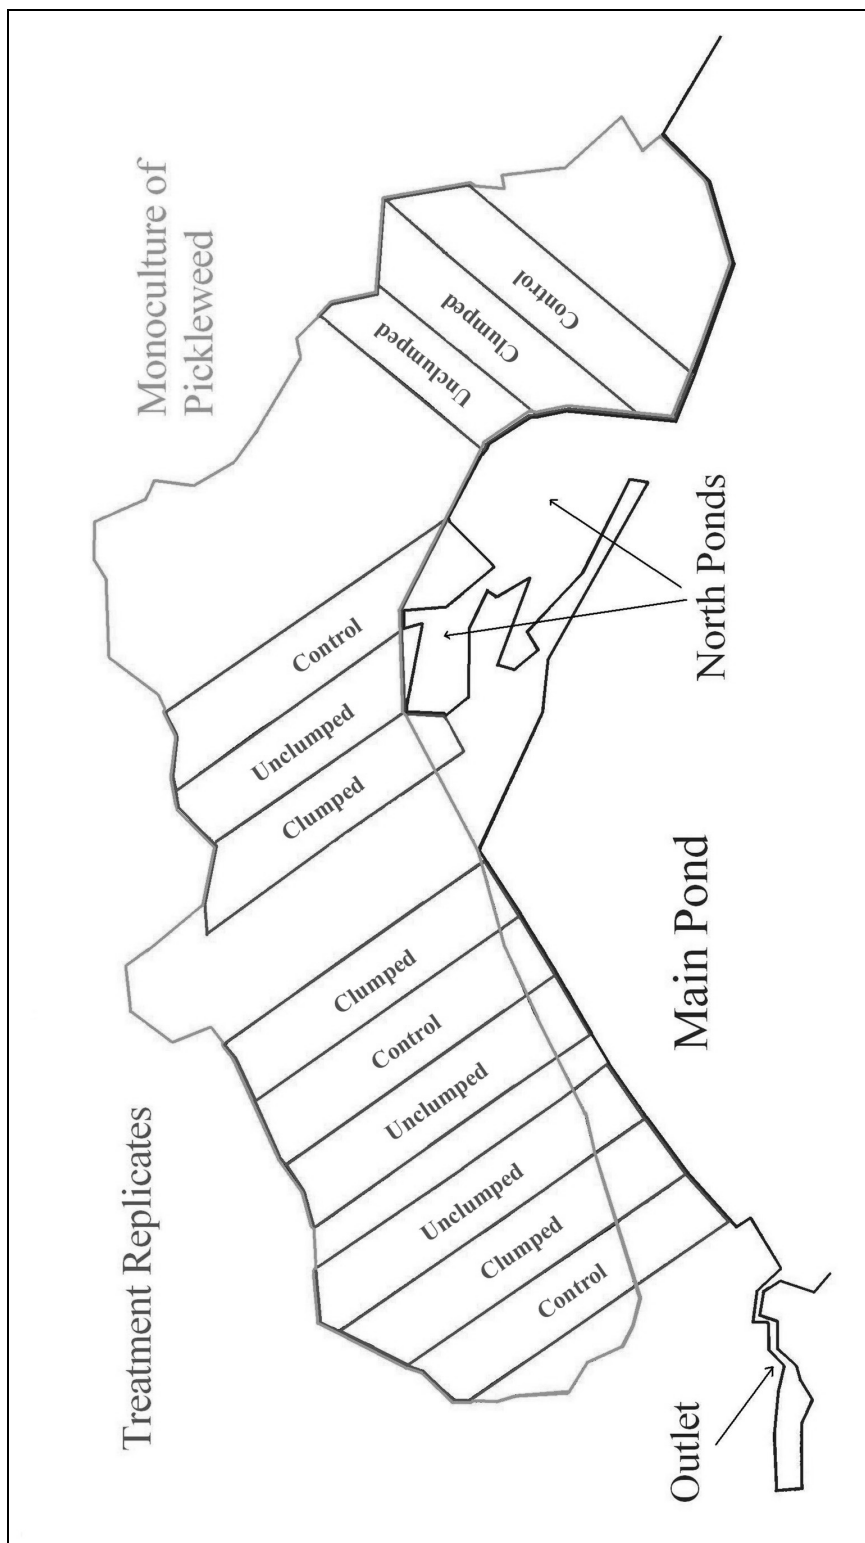 Monoculture of
Pickleweed
Control
Clumped
Unclumped
North Ponds
Control
Unclumped
Clumped
Main Pond
Clumped
Control
Unclumped
Unclumped
Clumped
Control
Treatment Replicates
Outlet